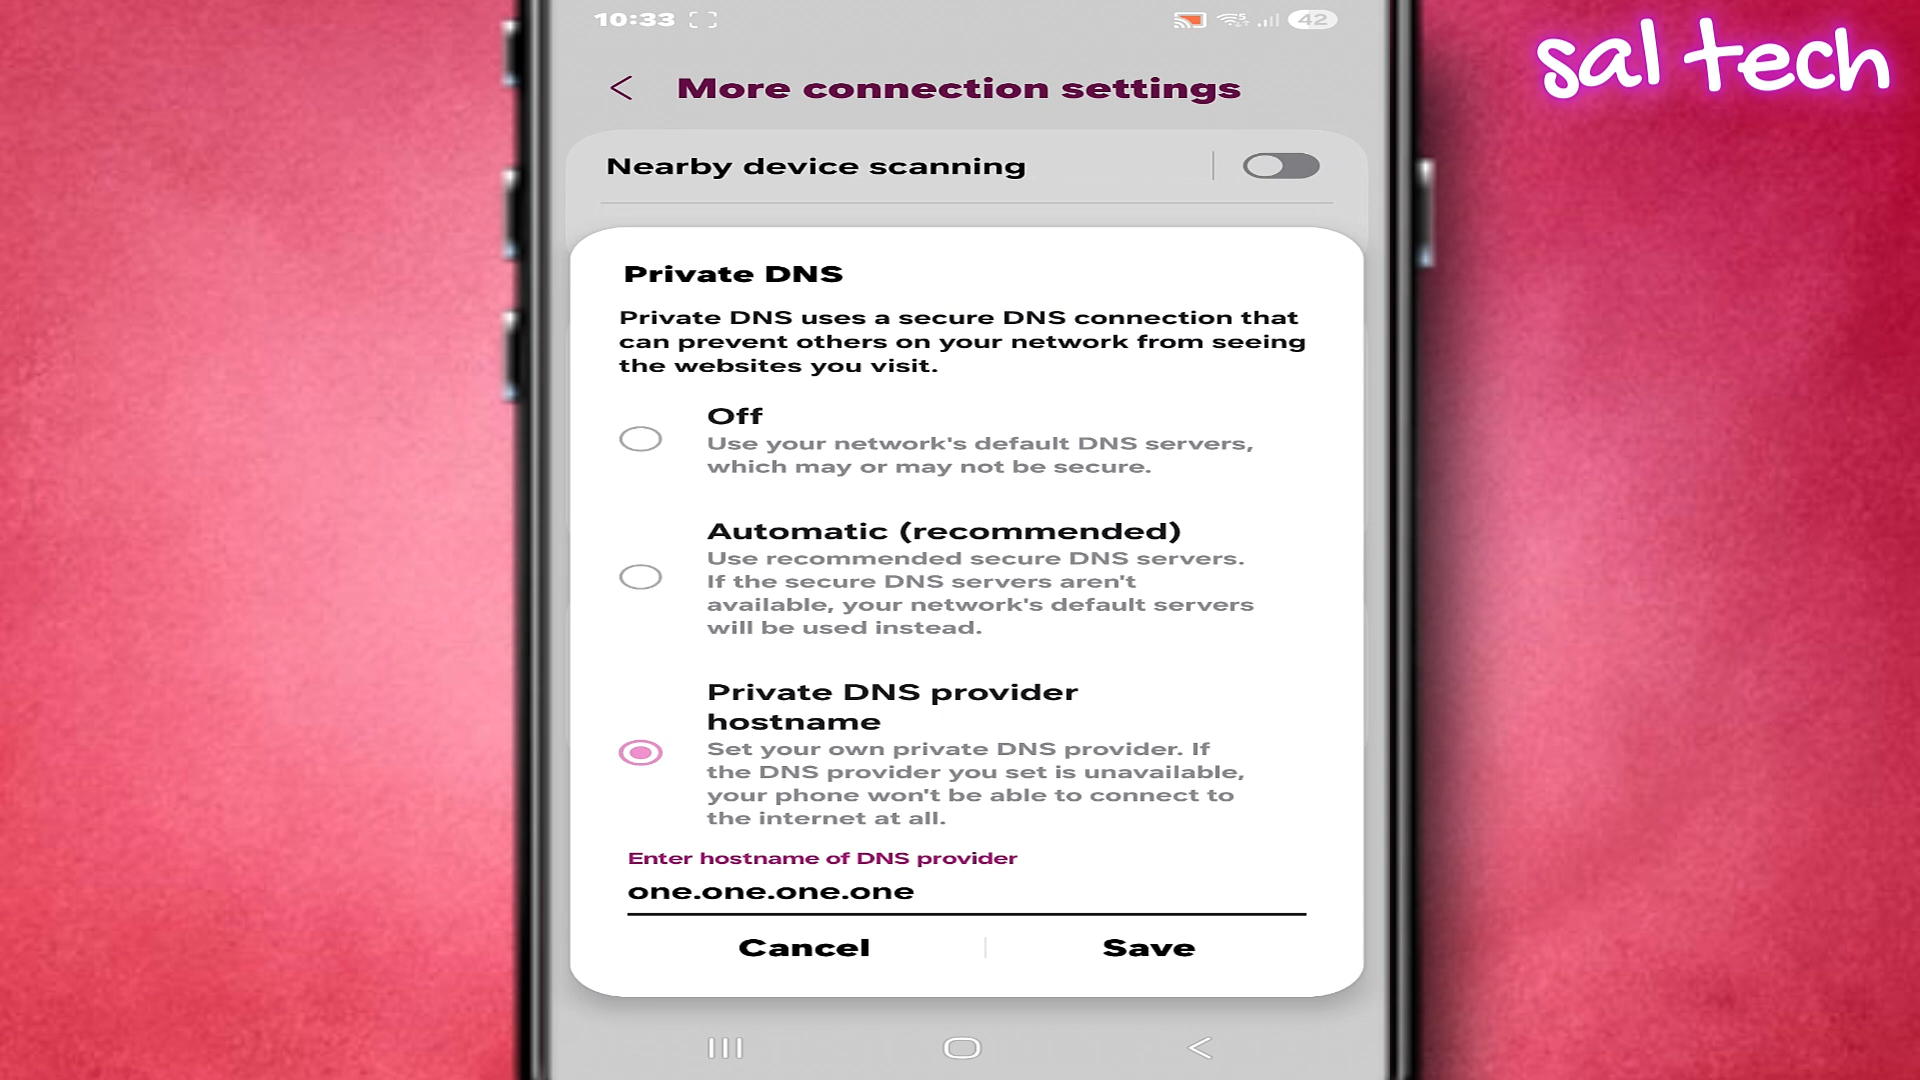 10:33
42
sal tech
More connection settings
Nearby device scanning
Private DNS
Private DNS uses a secure DNS connection that
can prevent others on your network from seeing
the websites you visit.
Off
Use your network's default DNS servers,
which may or may not be secure.
Automatic (recommended)
Use recommended secure DNS servers.
If the secure DNS servers aren't
available, your network's default servers
will be used instead.
Private DNS provider
hostname
Set your own private DNS provider. If
the DNS provider you set is unavailable,
your phone won't be able to connect to
the internet at all.
Enter hostname of DNS provider
one.one.one.one
Cancel
Save